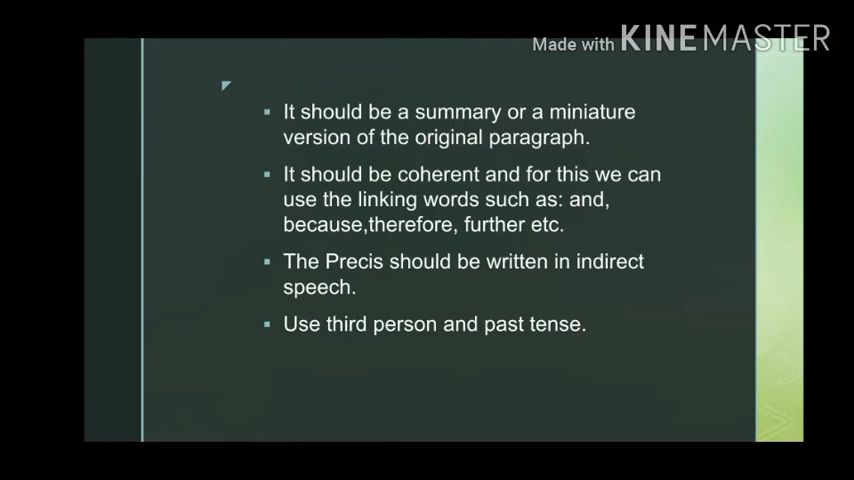 Made with KINEMASTER
It should be a summary or a miniature
version of the original paragraph.
It should be coherent and for this we can
use the linking words such as: and,
because,therefore, further etc.
The Precis should be written in indirect
speech.
Use third person and past tense.